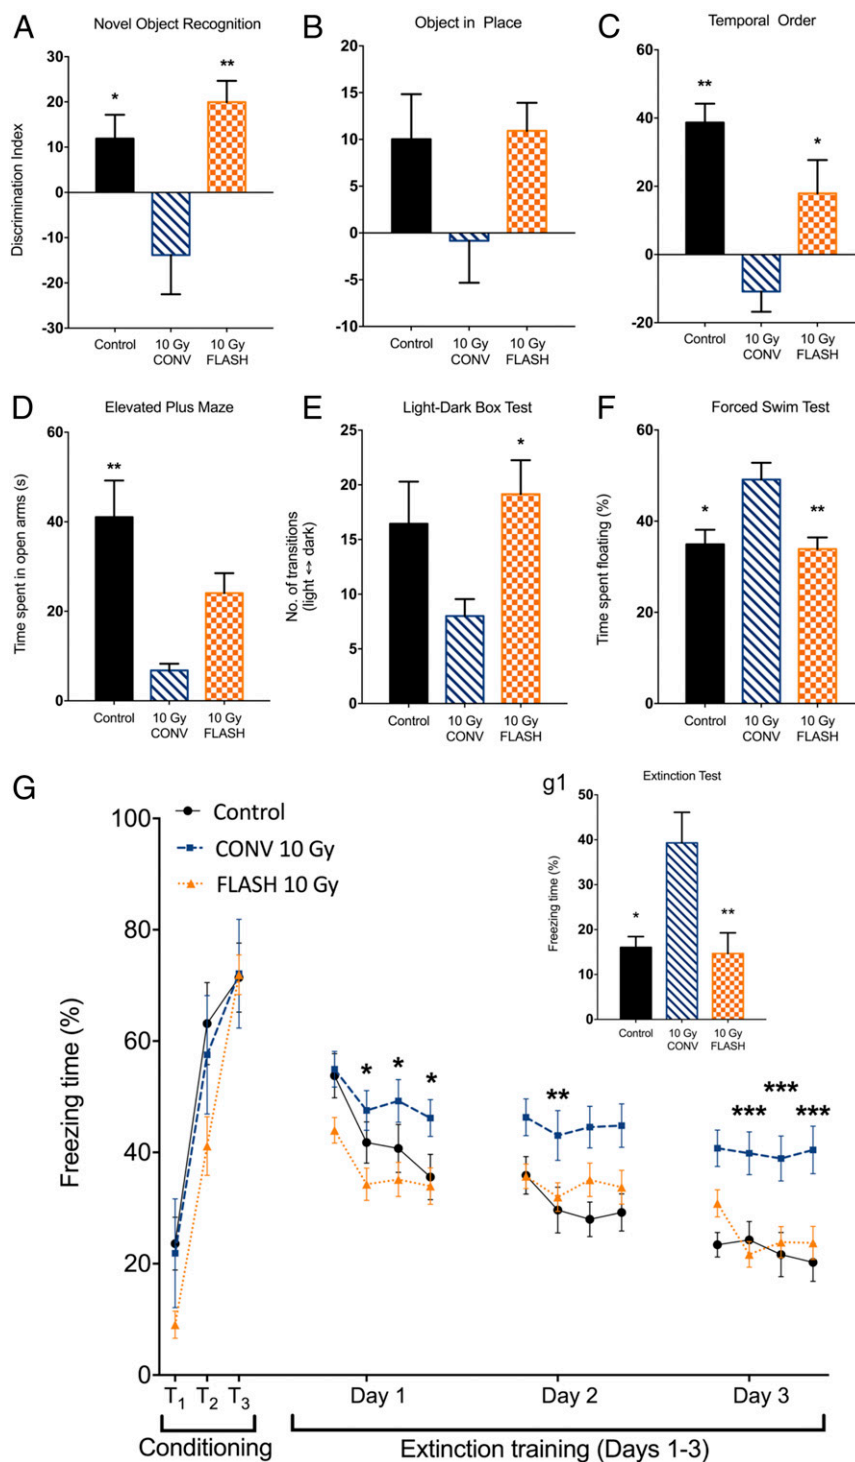 A
Novel Object Recognition
Discrimination Index
30
20
10
0
-10
-20
-30
*
**
Control
10 Gy
CONV
10 Gy
FLASH
B
Object in Place
20
15
10
5
0
-5
-10
Control
10 Gy
CONV
10 Gy
FLASH
C
Temporal Order
60
40
20
0
-20
**
*
Control
10 Gy
CONV
10 Gy
FLASH
D
Elevated Plus Maze
Time spent in open arms (s)
60
40
20
0
**
Control
10 Gy
CONV
10 Gy
FLASH
E
Light-Dark Box Test
No. of transitions
(light ↔ dark)
25
20
15
10
5
0
*
Control
10 Gy
CONV
10 Gy
FLASH
F
Forced Swim Test
Time spent floating (%)
60
40
20
0
*
**
Control
10 Gy
CONV
10 Gy
FLASH
G
Control
CONV 10 Gy
FLASH 10 Gy
Freezing time (%)
100
80
60
40
20
0
*
*
*
**
***
***
***
T1
T2
T3
Day 1
Day 2
Day 3
Conditioning
Extinction training (Days 1-3)
g1
Extinction Test
Freezing time (%)
50
40
30
20
10
0
*
**
Control
10 Gy
CONV
10 Gy
FLASH